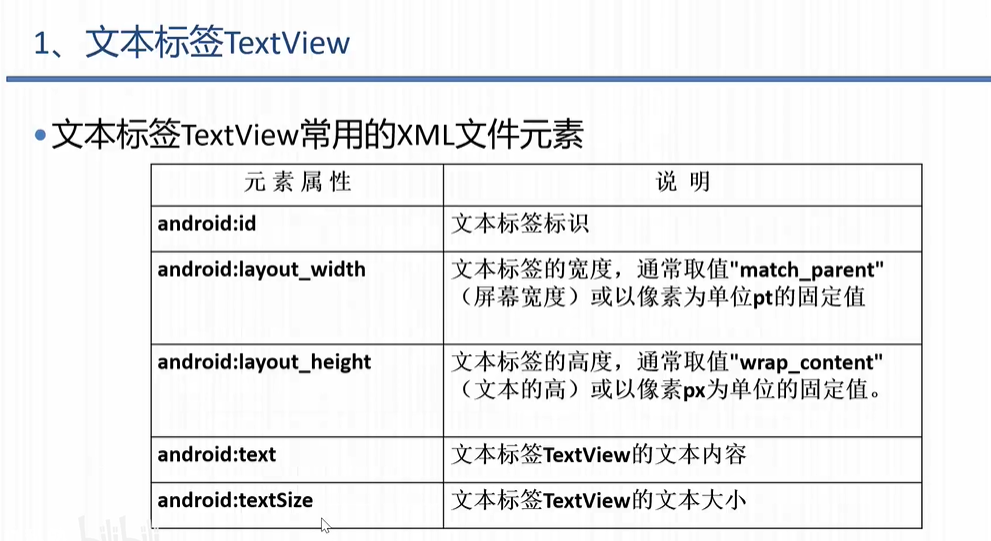 1、文本标签TextView
•文本标签TextView常用的XML文件元素
元 素 属 性
说 明
android:id
文本标签标识
android:layout_width
文本标签的宽度，通常取值"match_parent"
（屏幕宽度）或以像素为单位pt的固定值
android:layout_height
文本标签的高度，通常取值"wrap_content"
（文本的高）或以像素px为单位的固定值。
android:text
文本标签TextView的文本内容
android:textSize
文本标签TextView的文本大小